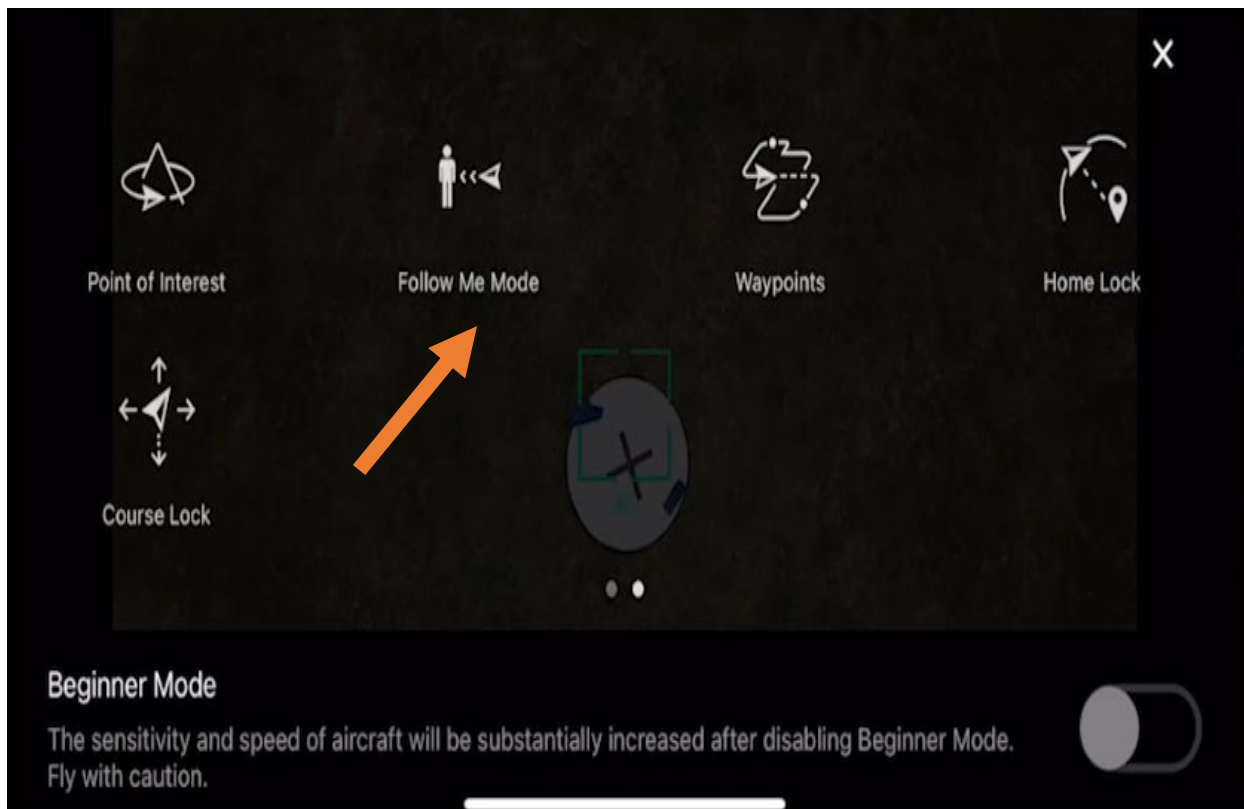 X
Point of Interest
Follow Me Mode
Waypoints
Home Lock
Course Lock
Beginner Mode
The sensitivity and speed of aircraft will be substantially increased after disabling Beginner Mode.
Fly with caution.